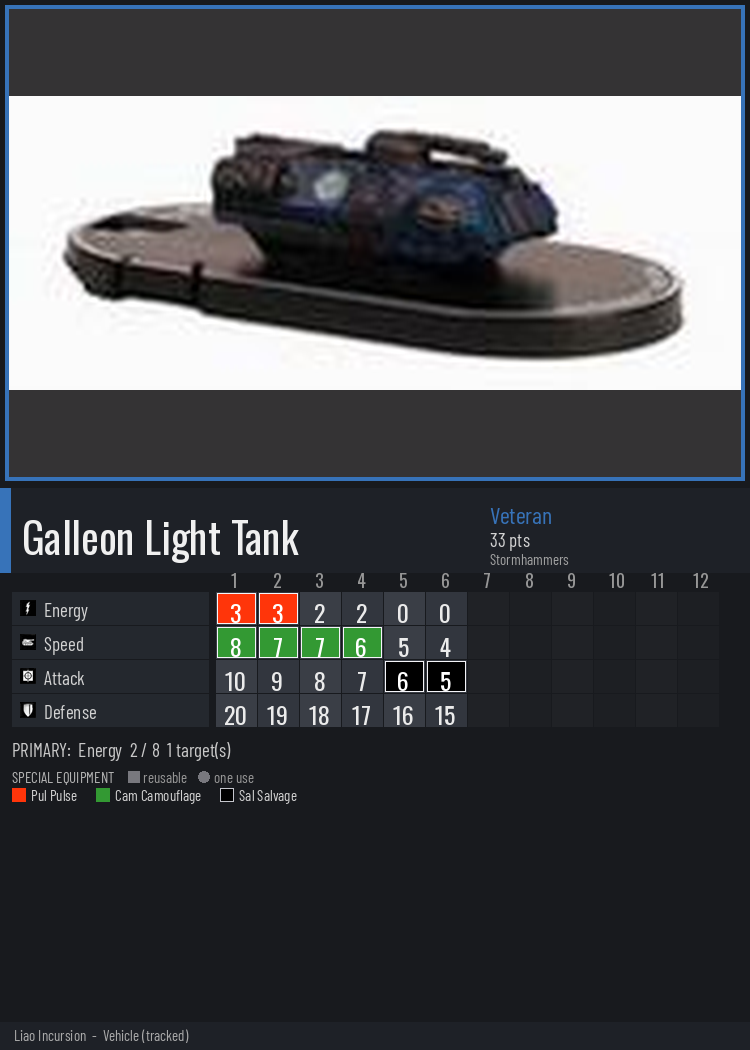 Galleon Light Tank
Veteran
33 pts
Stormhammers
1 2 3 4 5 6 7 8 9 10 11 12
Energy 3 3 2 2 0 0
Speed 8 7 7 6 5 4
Attack 10 9 8 7 6 5
Defense 20 19 18 17 16 15
PRIMARY: Energy 2 / 8 1 target(s)
SPECIAL EQUIPMENT reusable one use
Pul Pulse Cam Camouflage Sal Salvage
Liao Incursion - Vehicle (tracked)